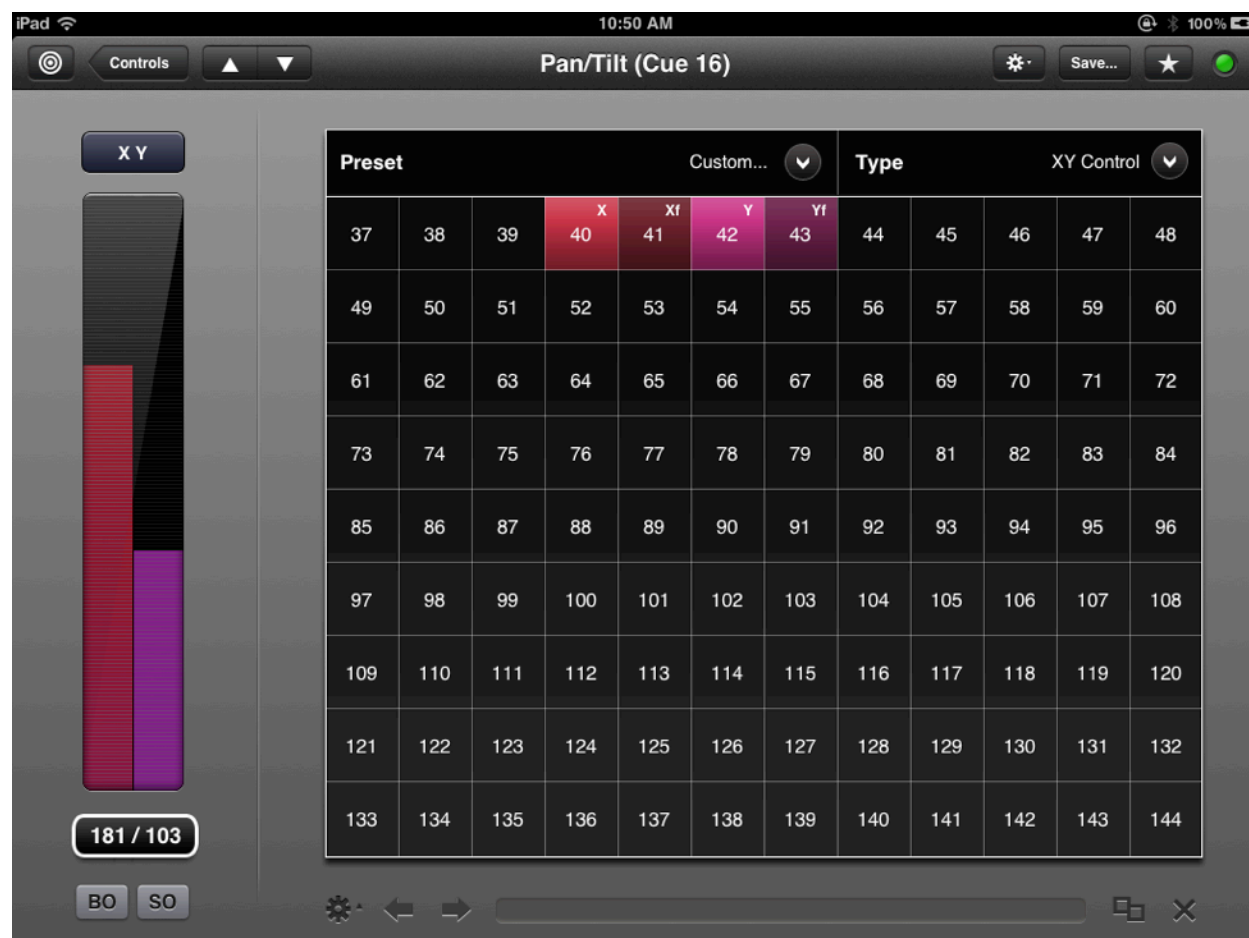 iPad 10:50 AM 100%
Controls Pan/Tilt (Cue 16) Save...
X Y
Preset Custom... Type XY Control
X Xf Y Yf
37 38 39 40 41 42 43 44 45 46 47 48
49 50 51 52 53 54 55 56 57 58 59 60
61 62 63 64 65 66 67 68 69 70 71 72
73 74 75 76 77 78 79 80 81 82 83 84
85 86 87 88 89 90 91 92 93 94 95 96
97 98 99 100 101 102 103 104 105 106 107 108
109 110 111 112 113 114 115 116 117 118 119 120
121 122 123 124 125 126 127 128 129 130 131 132
133 134 135 136 137 138 139 140 141 142 143 144
181 / 103
BO SO